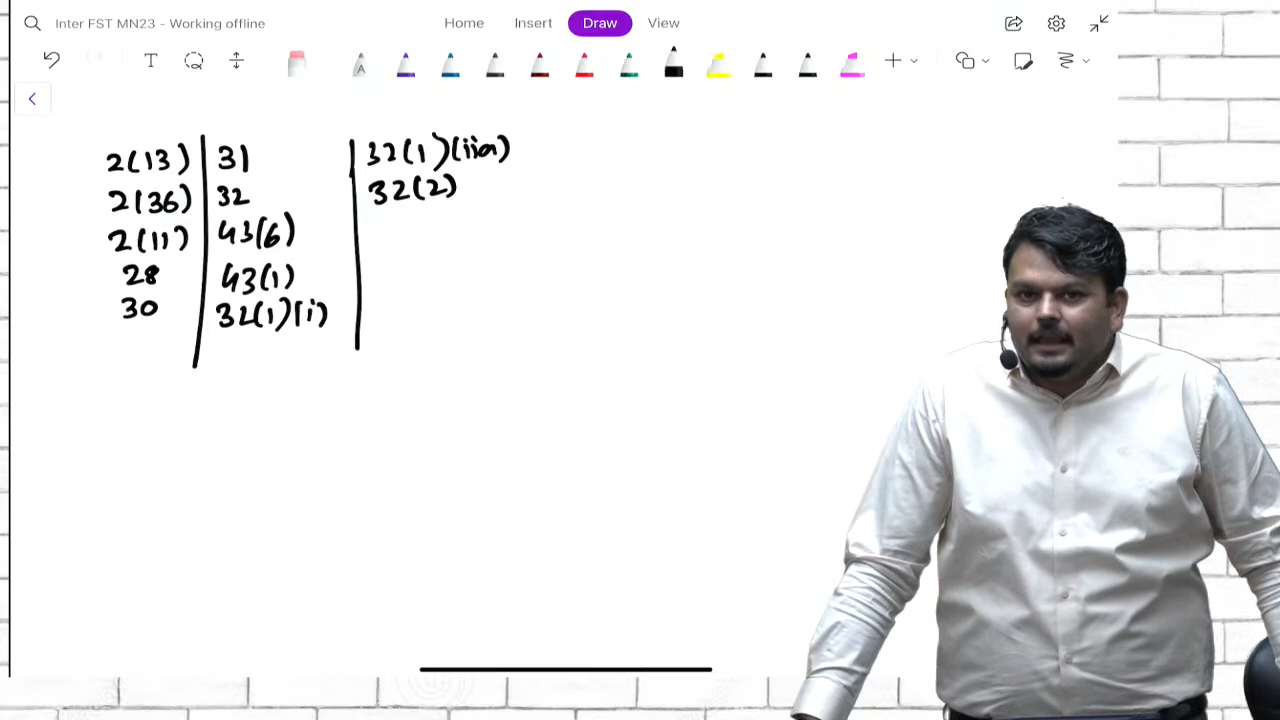 Inter FST MN23 - Working offline
Home Insert Draw View
T
A
2(13)
2(36)
2(11)
28
30
31
32
43(6)
43(1)
32(1)(i)
32(1)(iia)
32(2)